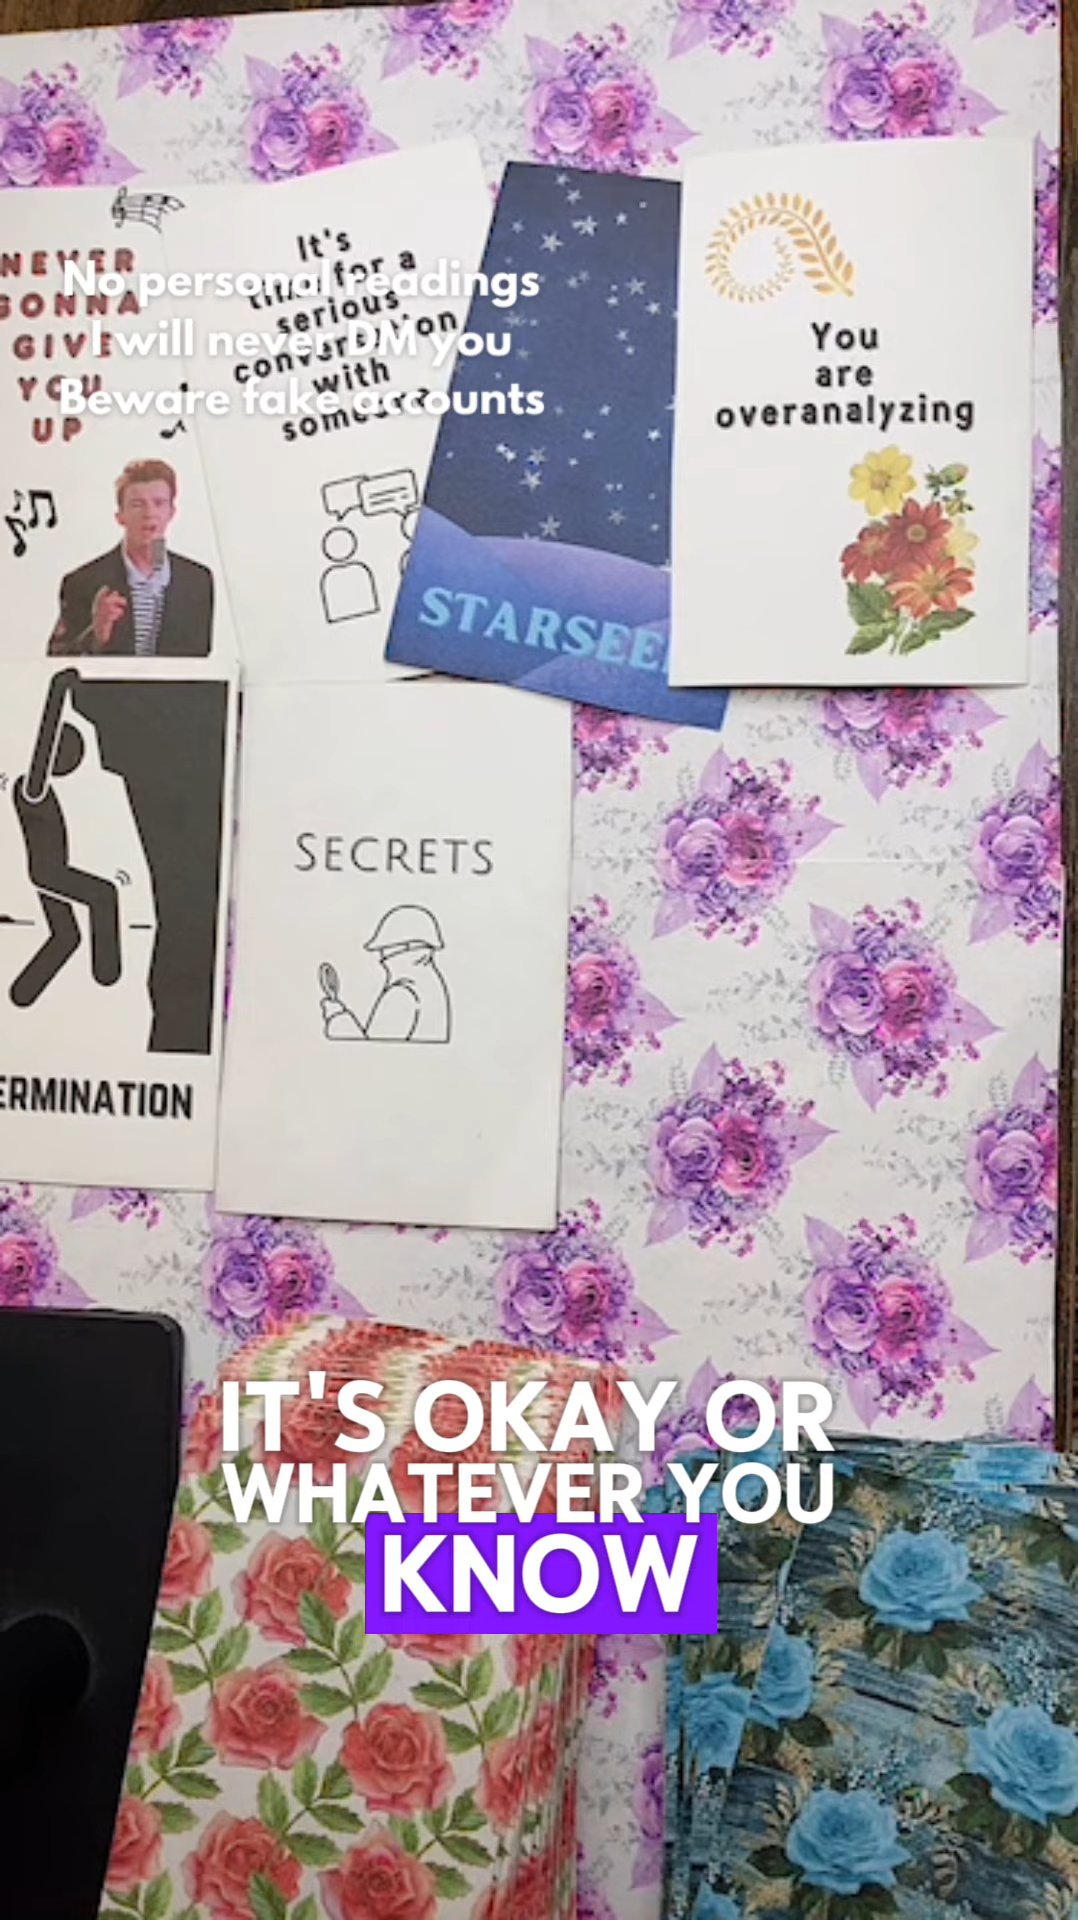 No personal readings
I will never DM you
Beware fake accounts
NEVER
GONNA
GIVE
YOU
UP
It's
time for a
serious
conversation
with
someone
STARSEE
You
are
overanalyzing
ERMINATION
SECRETS
IT'S OKAY OR
WHATEVER YOU
KNOW